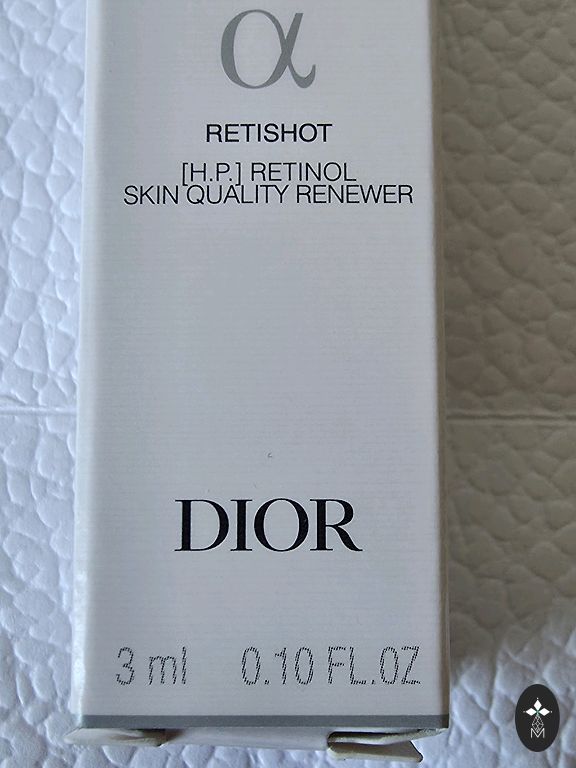 α
RETISHOT
[H.P.] RETINOL
SKIN QUALITY RENEWER
DIOR
3 ml 0.10 FL.OZ
M